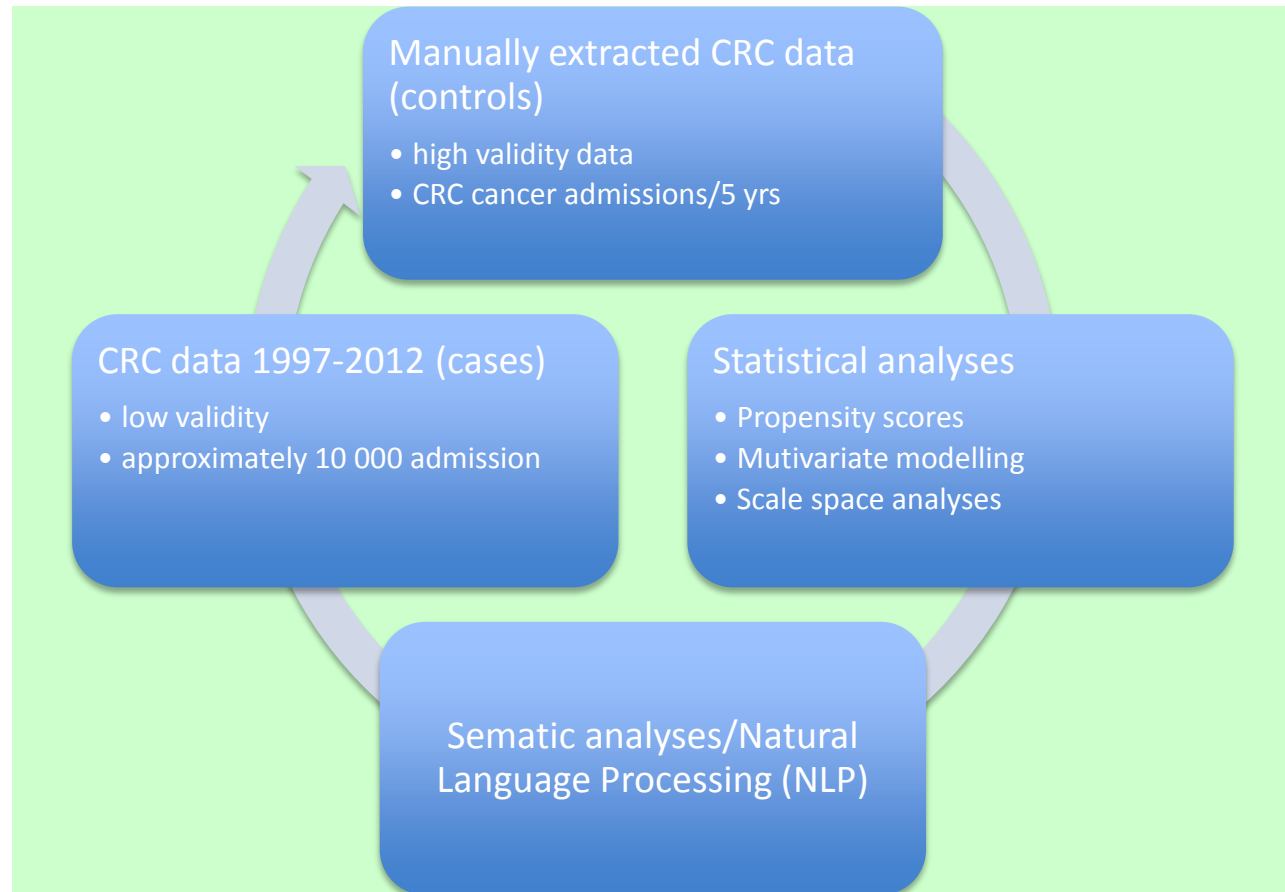 Manually extracted CRC data
(controls)
• high validity data
• CRC cancer admissions/5 yrs
CRC data 1997-2012 (cases)
• low validity
• approximately 10 000 admission
Statistical analyses
• Propensity scores
• Mutivariate modelling
• Scale space analyses
Sematic analyses/Natural
Language Processing (NLP)